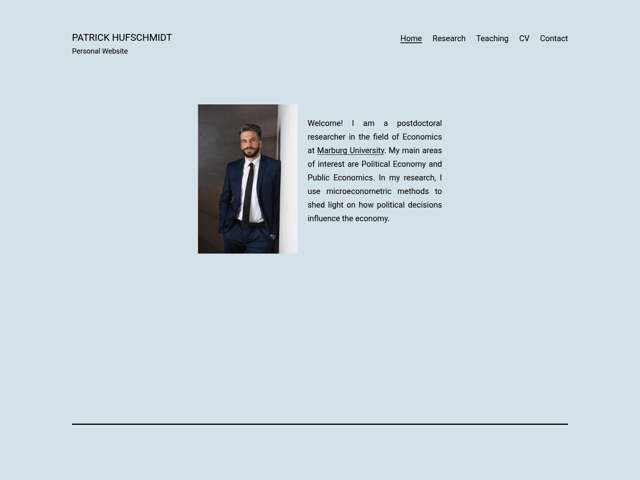 PATRICK HUFSCHMIDT
Personal Website
Home Research Teaching CV Contact
Welcome! I am a postdoctoral
researcher in the field of Economics
at Marburg University. My main areas
of interest are Political Economy and
Public Economics. In my research, I
use microeconometric methods to
shed light on how political decisions
influence the economy.